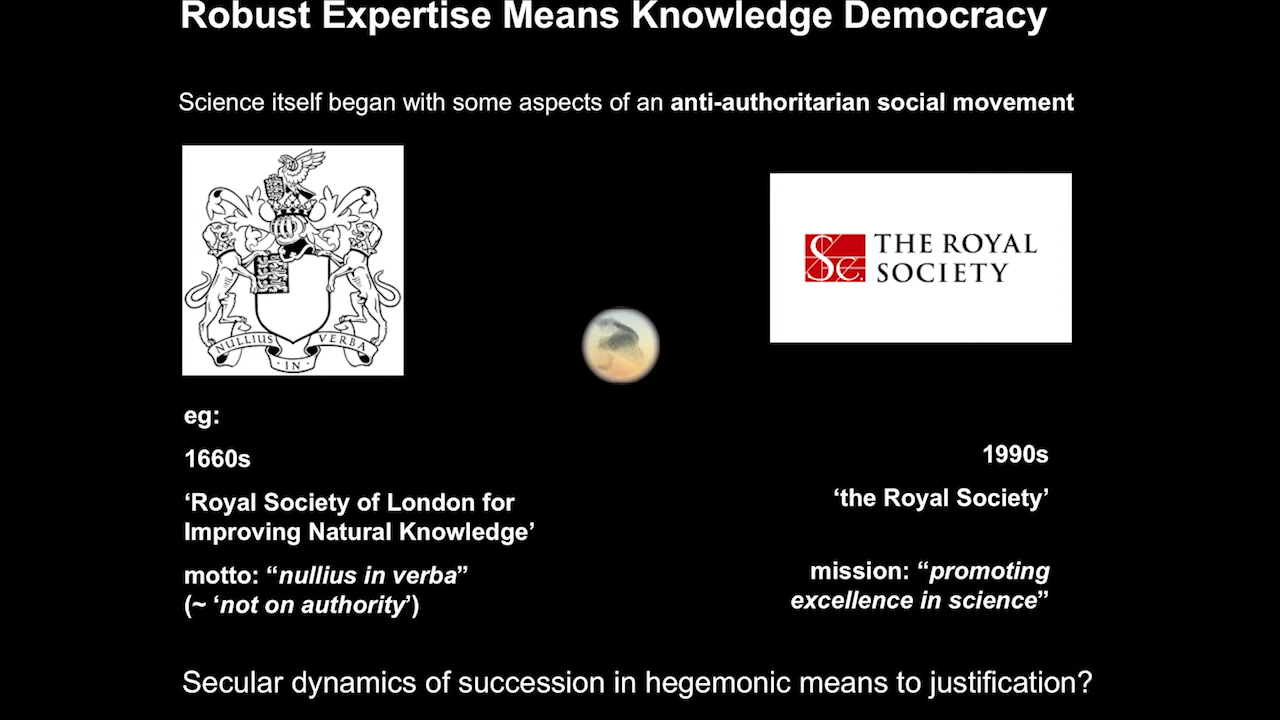 Robust Expertise Means Knowledge Democracy
Science itself began with some aspects of an anti-authoritarian social movement
NULLIUS IN VERBA
Sc.
THE ROYAL
SOCIETY
eg:
1660s
‘Royal Society of London for
Improving Natural Knowledge’
motto: “nullius in verba”
(~ ‘not on authority’)
1990s
‘the Royal Society’
mission: “promoting
excellence in science”
Secular dynamics of succession in hegemonic means to justification?